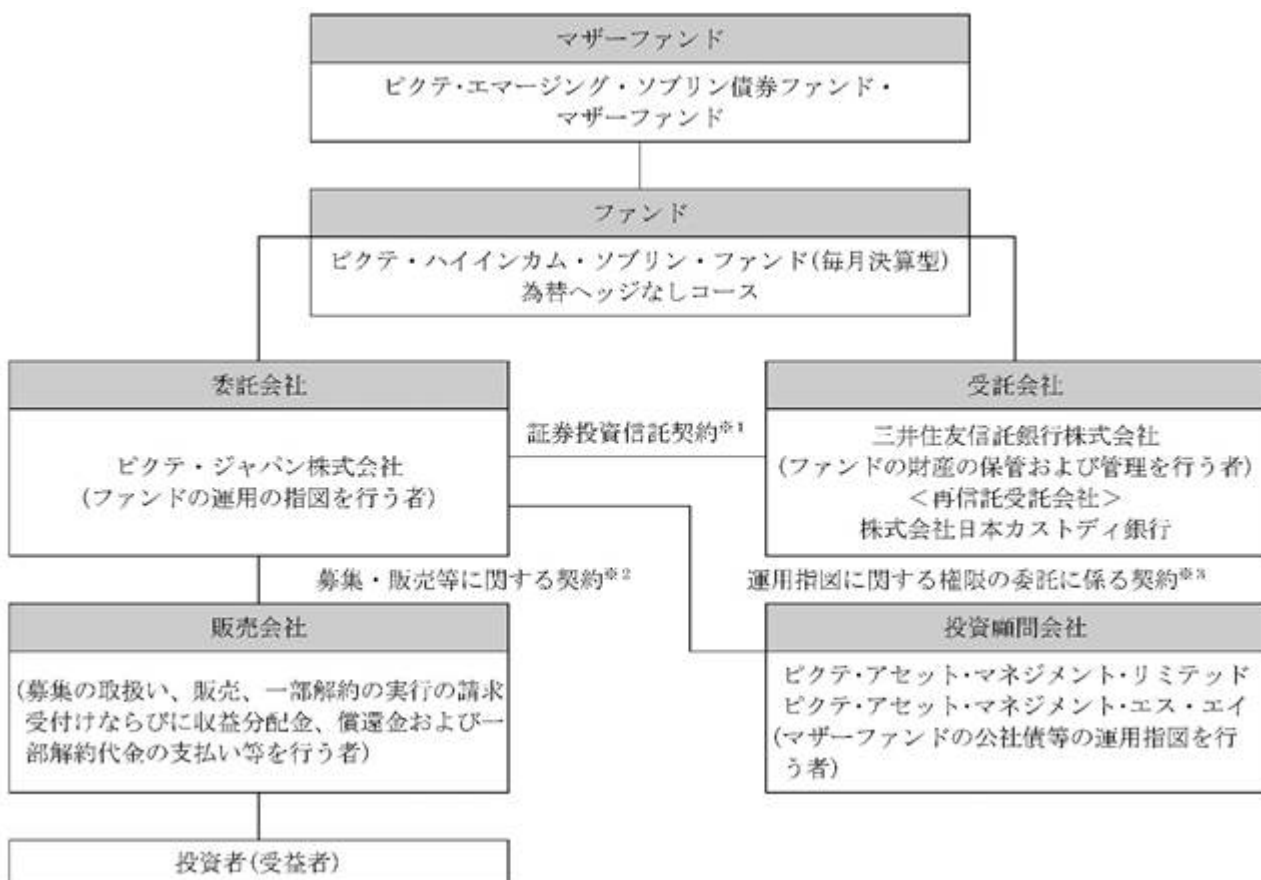 マザーファンド
ピクテ･エマージング・ソブリン債券ファンド・
マザーファンド
ファンド
ピクテ・ハイインカム・ソブリン・ファンド(毎月決算型)
為替ヘッジなしコース
委託会社
ピクテ・ジャパン株式会社
(ファンドの運用の指図を行う者)
証券投資信託契約※1
受託会社
三井住友信託銀行株式会社
(ファンドの財産の保管および管理を行う者)
＜再信託受託会社＞
株式会社日本カストディ銀行
募集・販売等に関する契約※2
運用指図に関する権限の委託に係る契約※3
販売会社
(募集の取扱い、販売、一部解約の実行の請求
受付けならびに収益分配金、償還金および一
部解約代金の支払い等を行う者)
投資顧問会社
ピクテ･アセット･マネジメント･リミテッド
ピクテ･アセット･マネジメント･エス・エイ
(マザーファンドの公社債等の運用指図を行
う者)
投資者(受益者)